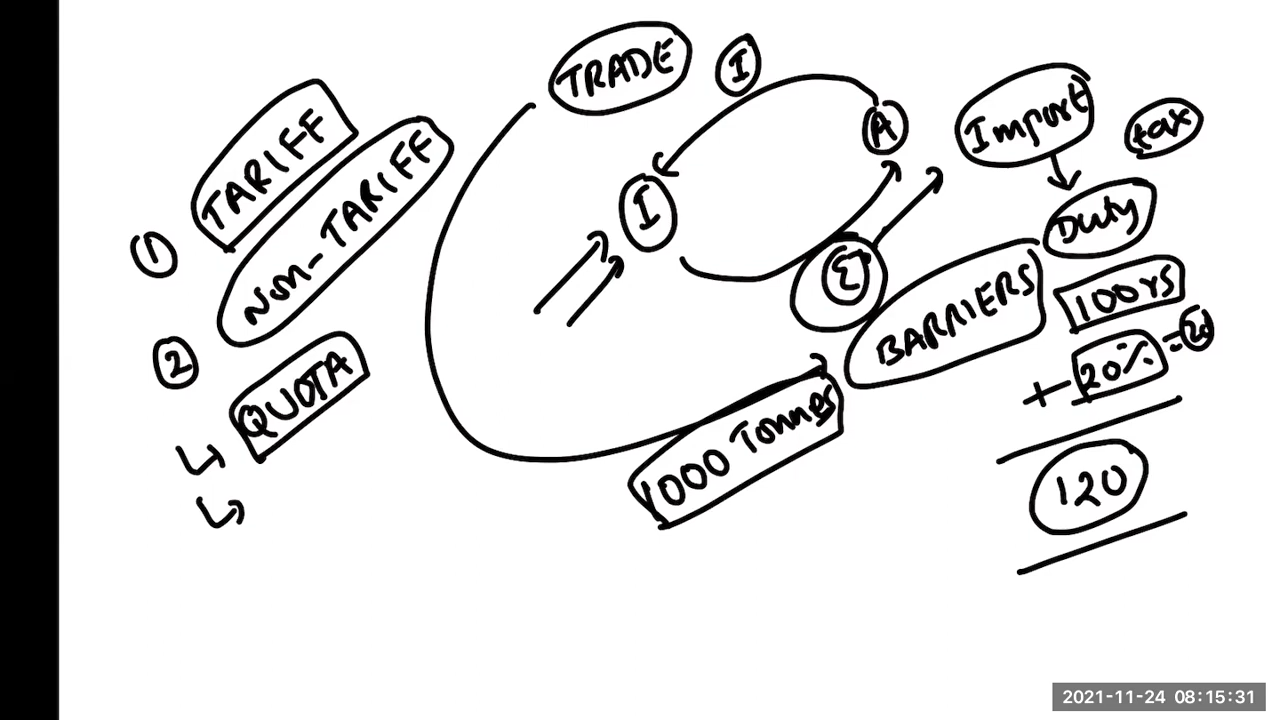 TRADE
I
A
Import
tax
TARIFF
NON-TARIFF
I
Duty
1
E
BARRIERS
100rs
+ 20% = 20
2
QUOTA
1000 Tonnes
120
2021-11-24 08:15:31